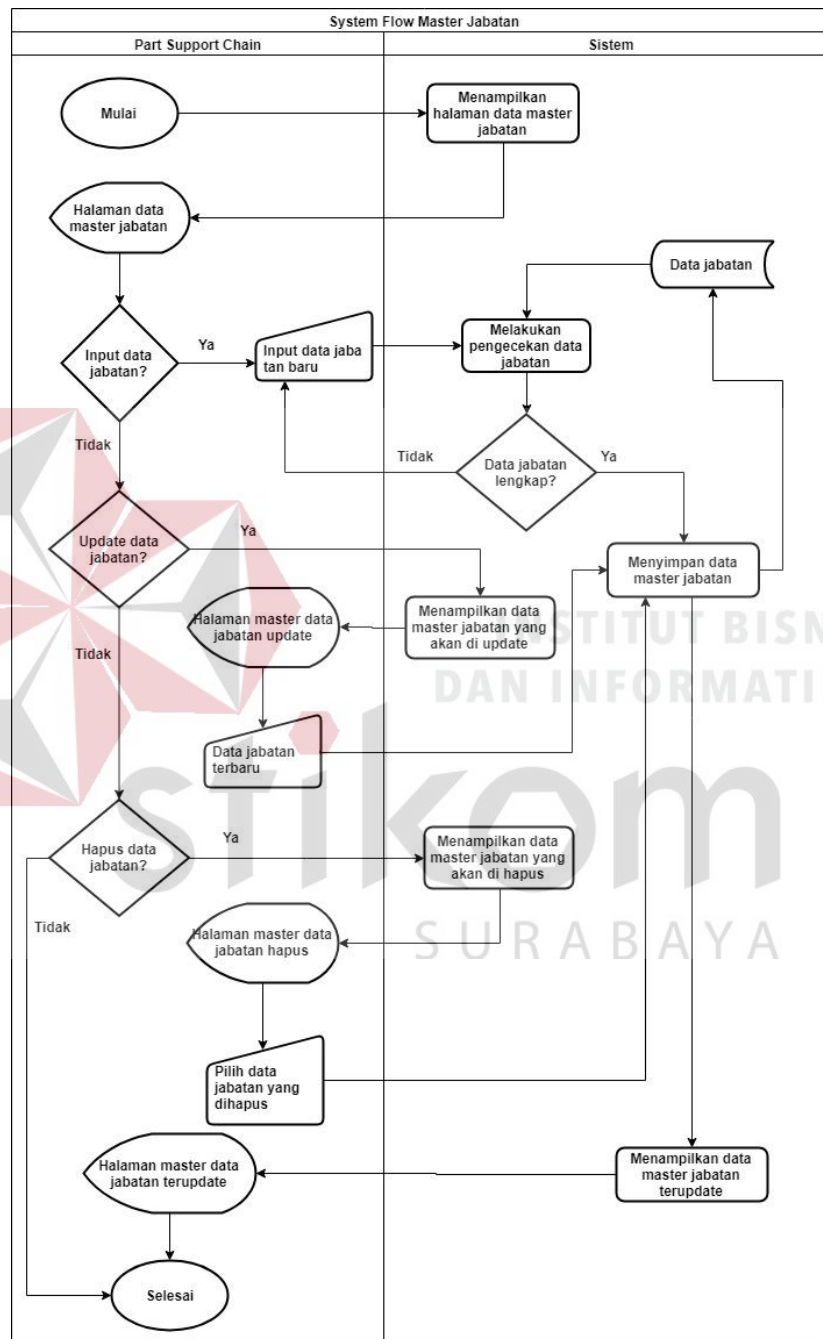 System Flow Master Jabatan
Part Support Chain
Sistem
Mulai
Menampilkan
halaman data master
jabatan
Halaman data
master jabatan
Data jabatan
Input data
jabatan?
Ya
Input data jaba
tan baru
Melakukan
pengecekan data
jabatan
Tidak
Tidak
Data jabatan
lengkap?
Ya
Update data
jabatan?
Ya
Menyimpan data
master jabatan
Halaman master data
jabatan update
Menampilkan data
master jabatan yang
akan di update
INSTITUT BISN
DAN INFORMATI
Tidak
Data jabatan
terbaru
stikom
SURABAYA
Hapus data
jabatan?
Ya
Menampilkan data
master jabatan yang
akan di hapus
Tidak
Halaman master data
jabatan hapus
Pilih data
jabatan yang
dihapus
Halaman master data
jabatan terupdate
Menampilkan data
master jabatan
terupdate
Selesai